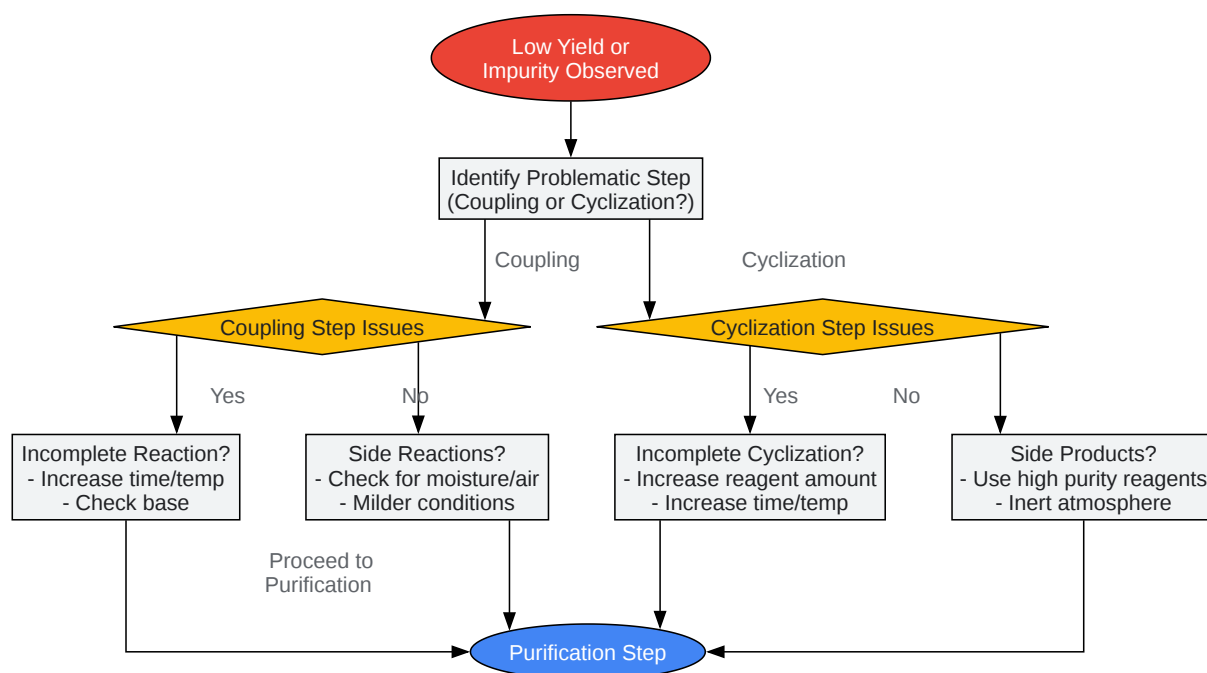 Low Yield or
Impurity Observed
Identify Problematic Step
(Coupling or Cyclization?)
Coupling
Cyclization
Coupling Step Issues
Cyclization Step Issues
Yes
No
Yes
No
Incomplete Reaction?
- Increase time/temp
- Check base
Side Reactions?
- Check for moisture/air
- Milder conditions
Incomplete Cyclization?
- Increase reagent amount
- Increase time/temp
Side Products?
- Use high purity reagents
- Inert atmosphere
Proceed to
Purification
Purification Step